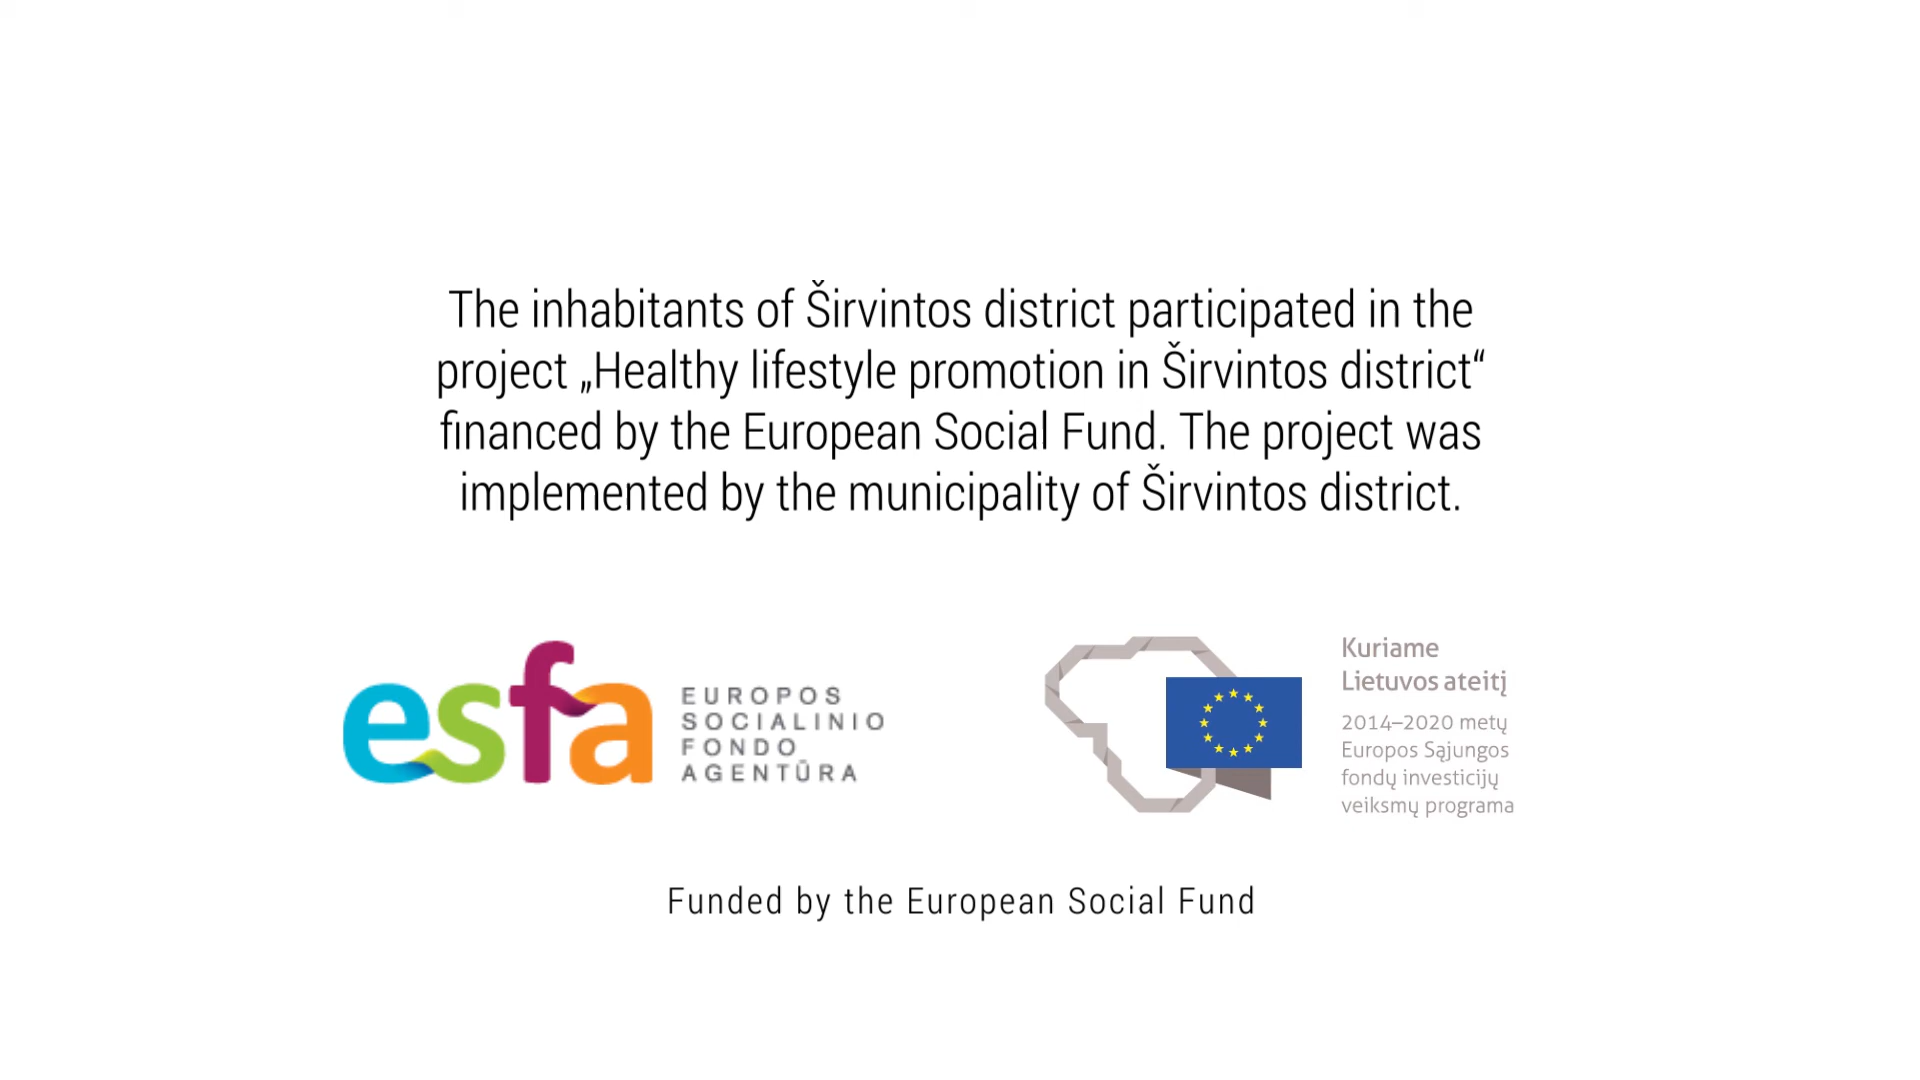 The inhabitants of Širvintos district participated in the
project „Healthy lifestyle promotion in Širvintos district“
financed by the European Social Fund. The project was
implemented by the municipality of Širvintos district.
esfa
EUROPOS
SOCIALINIO
FONDO
AGENTŪRA
Kuriame
Lietuvos ateitį
2014–2020 metų
Europos Sąjungos
fondų investicijų
veiksmų programa
Funded by the European Social Fund